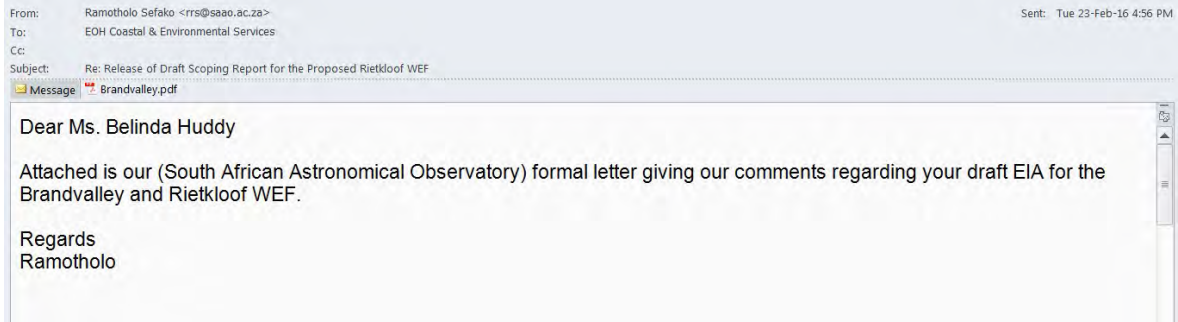 From: Ramotholo Sefako <rrs@saao.ac.za> Sent: Tue 23-Feb-16 4:56 PM
To: EOH Coastal & Environmental Services
Cc:
Subject: Re: Release of Draft Scoping Report for the Proposed Rietkloof WEF
Message Brandvalley.pdf
Dear Ms. Belinda Huddy
Attached is our (South African Astronomical Observatory) formal letter giving our comments regarding your draft EIA for the
Brandvalley and Rietkloof WEF.
Regards
Ramotholo